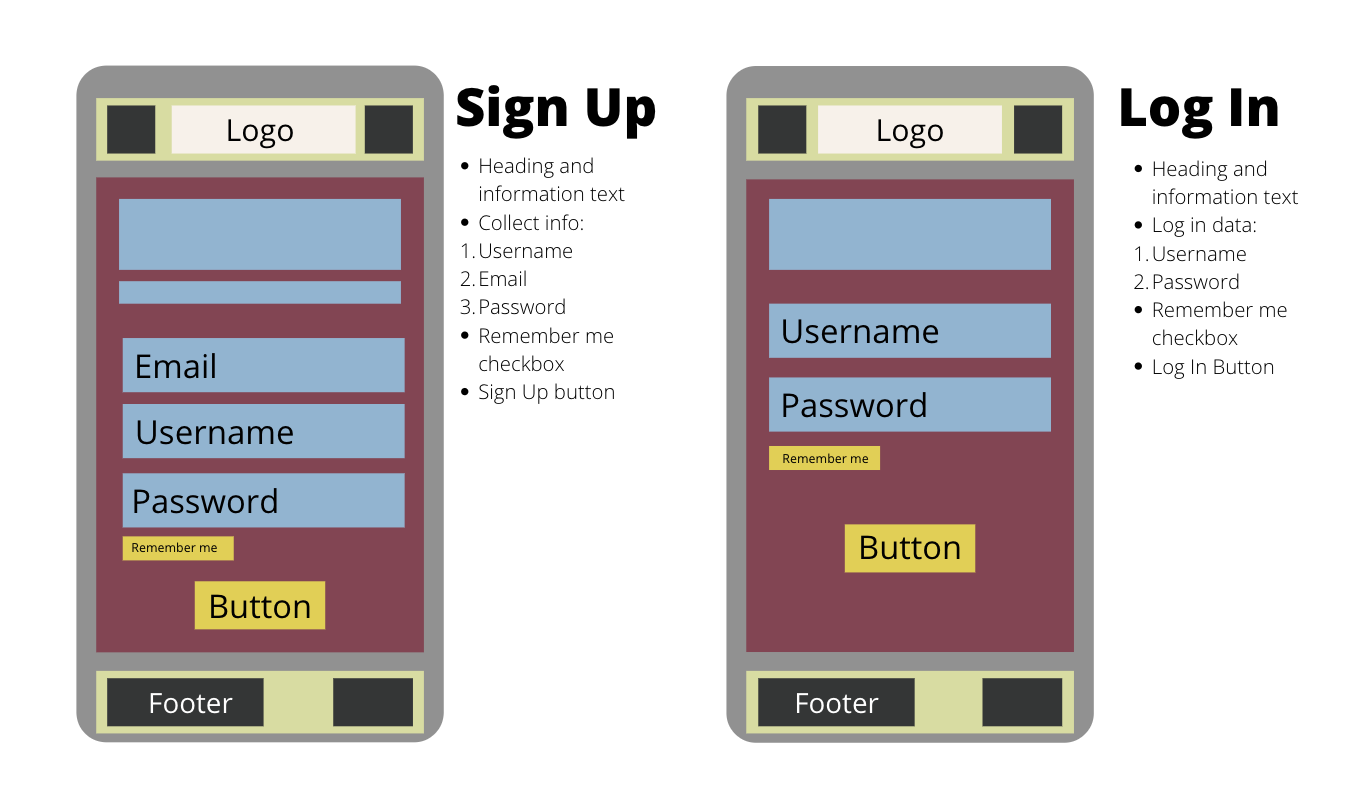 Logo
Email
Username
Password
Remember me
Button
Footer
Sign Up
• Heading and
information text
• Collect info:
1. Username
2. Email
3. Password
• Remember me
checkbox
• Sign Up button
Logo
Username
Password
Remember me
Button
Footer
Log In
• Heading and
information text
• Log in data:
1. Username
2. Password
• Remember me
checkbox
• Log In Button